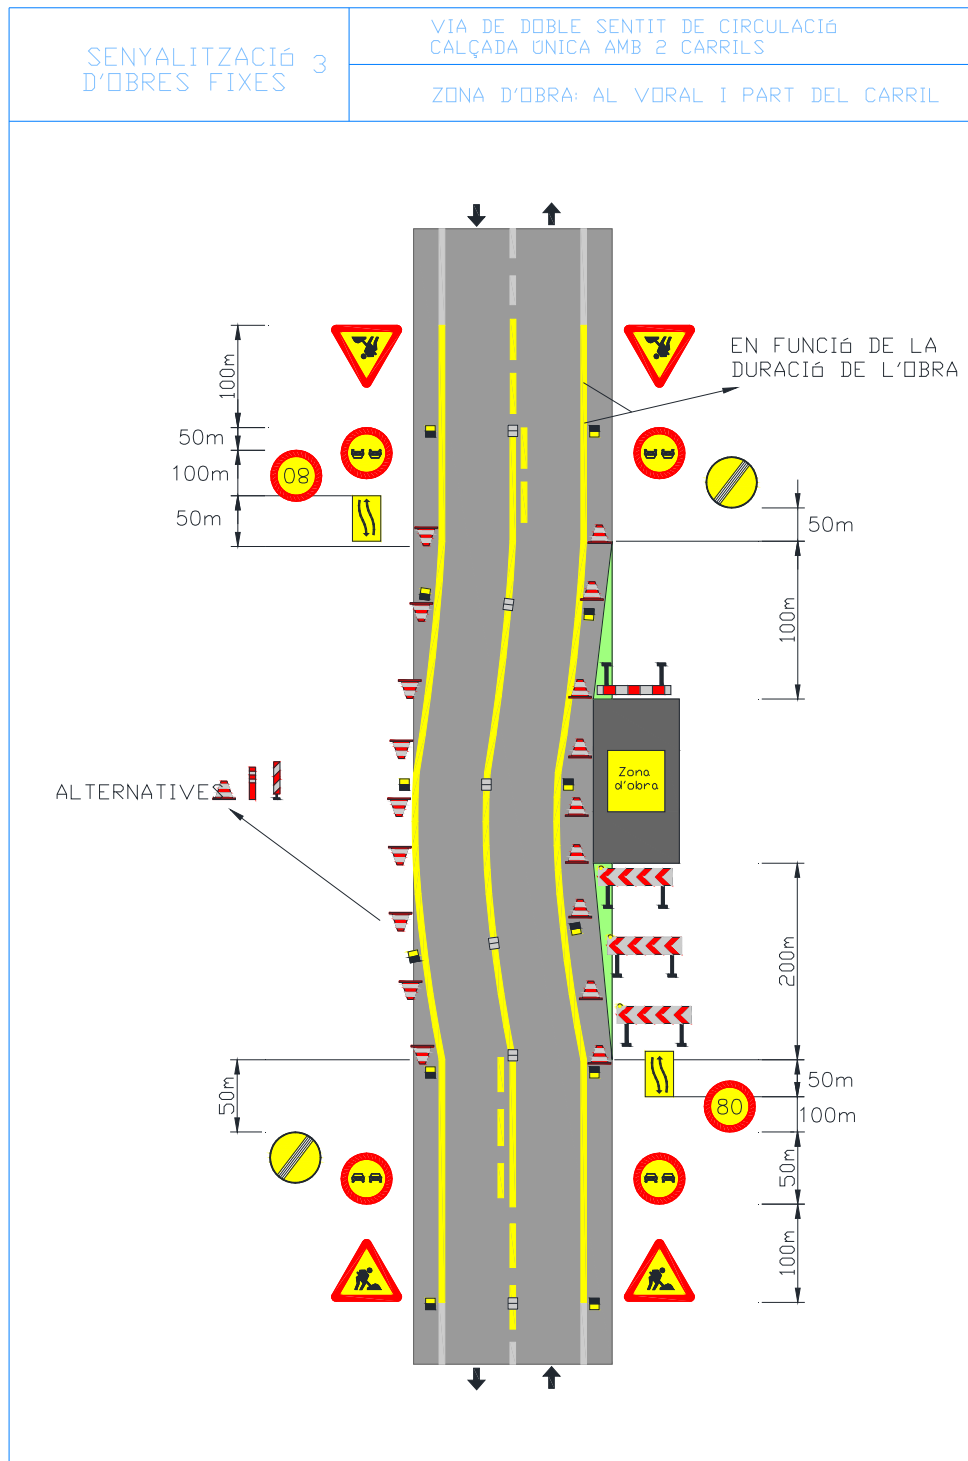 SENYALITZACIó 3
D'OBRES FIXES
VIA DE DOBLE SENTIT DE CIRCULACIó
CALÇADA ÚNICA AMB 2 CARRILS
ZONA D'OBRA: AL VORAL I PART DEL CARRIL
EN FUNCIó DE LA
DURACIó DE L'OBRA
100m
50m
80
100m
50m
50m
100m
Zona
d'obra
ALTERNATIVES
200m
50m
50m
80
100m
50m
100m